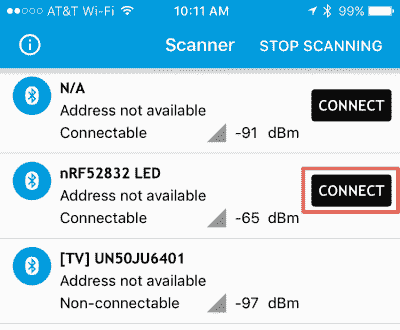 AT&T Wi-Fi 10:11 AM 99%
Scanner STOP SCANNING
N/A
Address not available
CONNECT
Connectable -91 dBm
nRF52832 LED
Address not available
CONNECT
Connectable -65 dBm
[TV] UN50JU6401
Address not available
Non-connectable -97 dBm